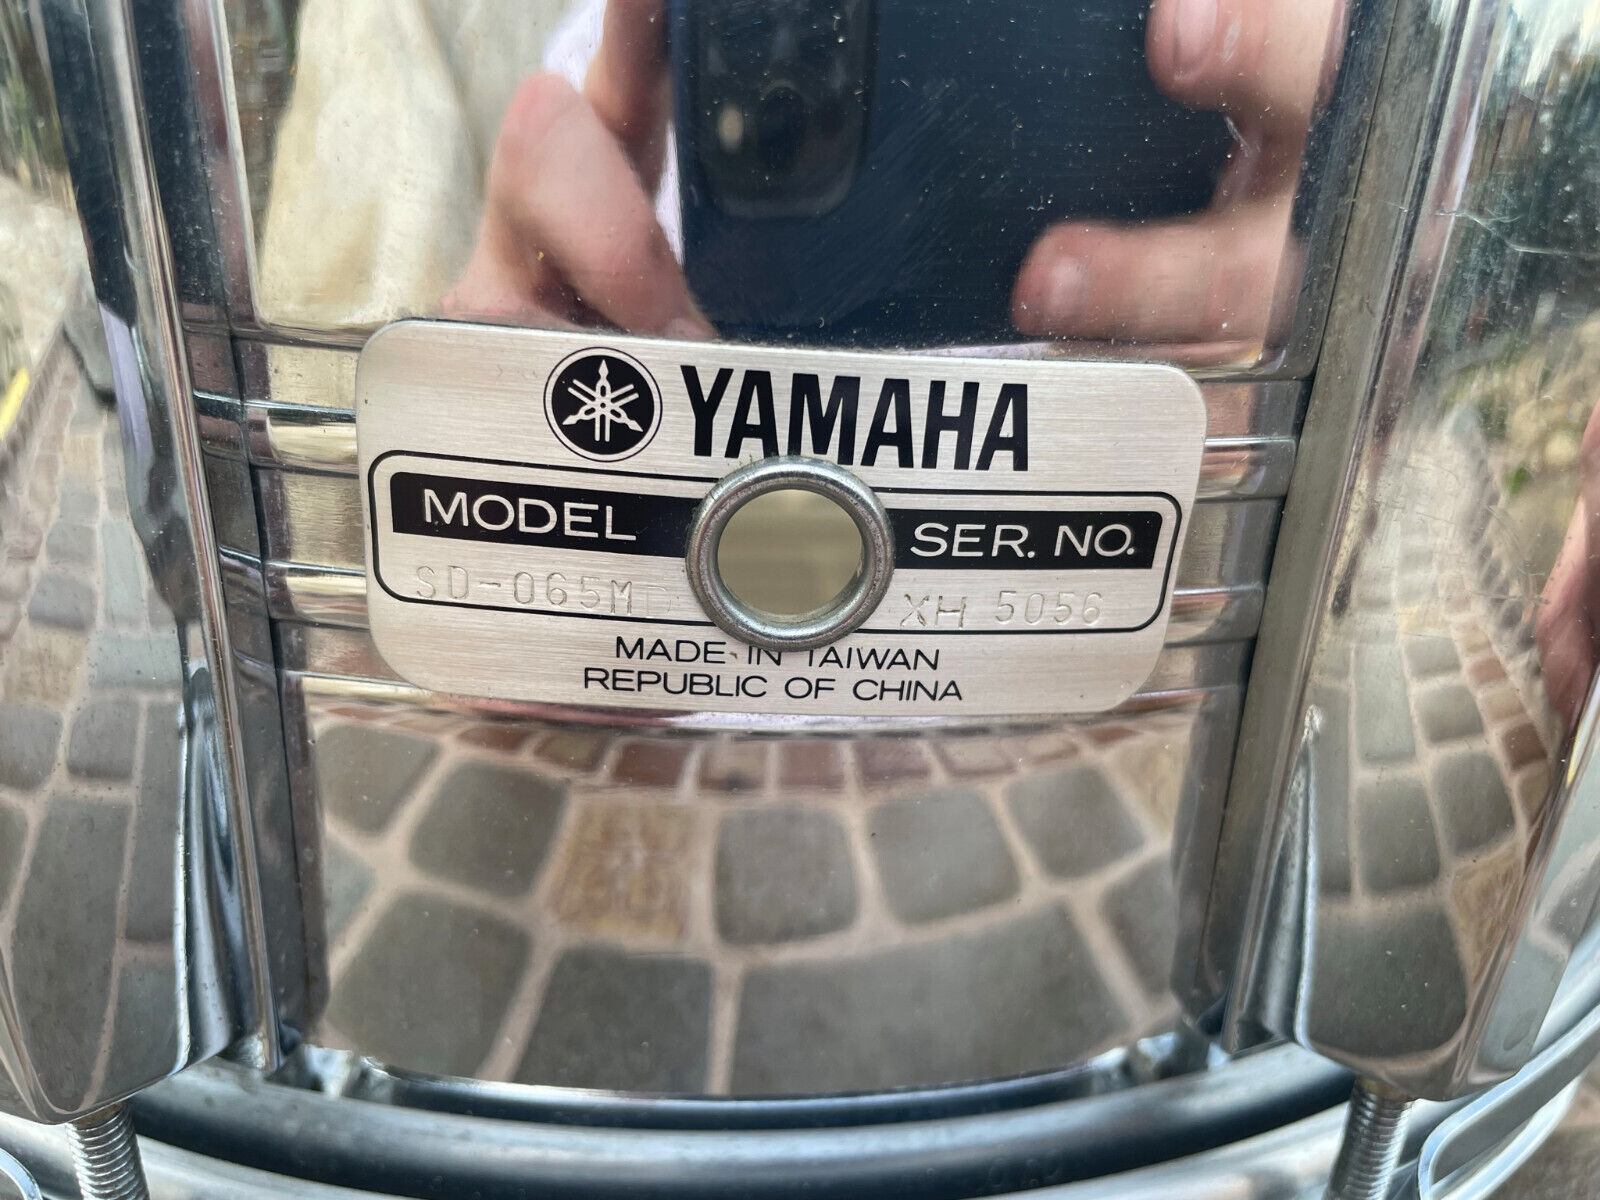 YAMAHA
MODEL SER. NO.
SD-065MD XH 5056
MADE IN TAIWAN
REPUBLIC OF CHINA